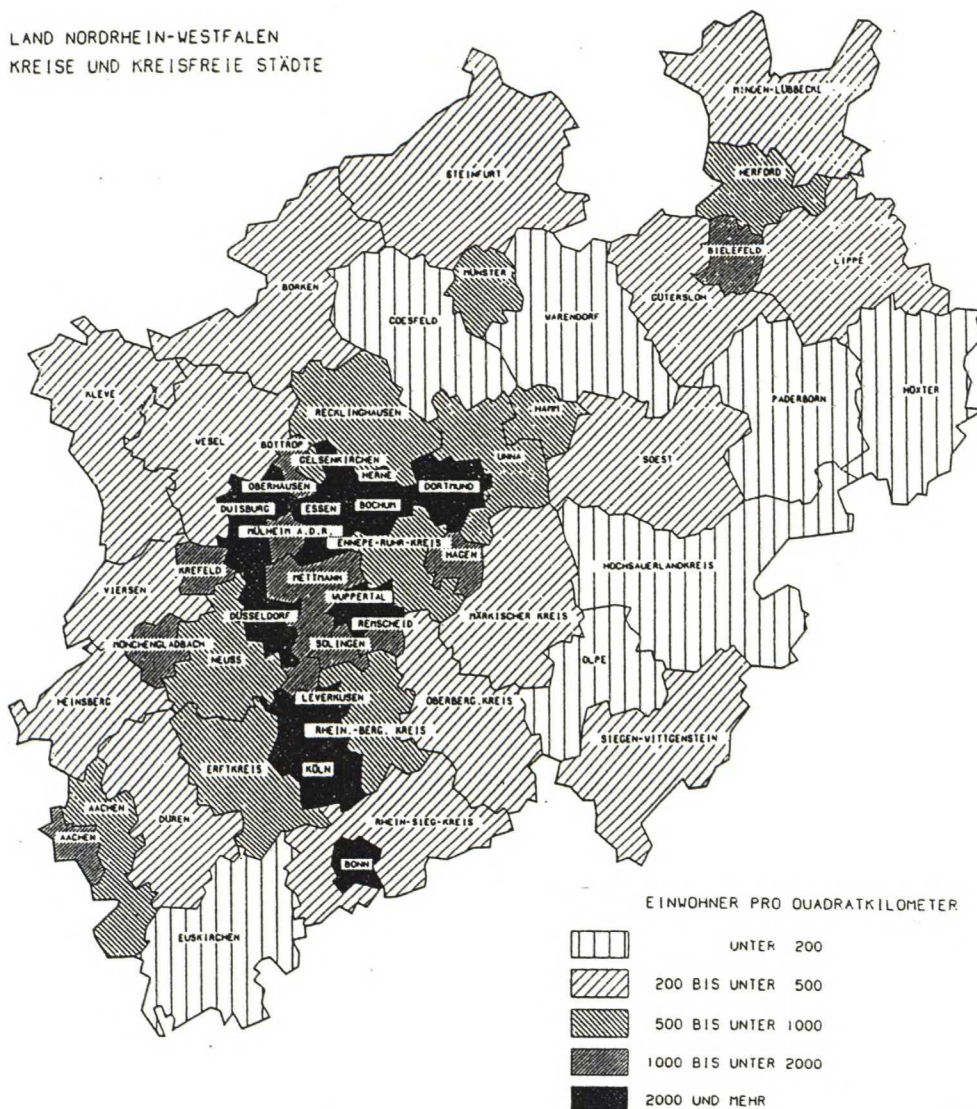 LAND NORDRHEIN-WESTFALEN
KREISE UND KREISFREIE STÄDTE
MINDEN-LÜBBECKE
STEINFURT
HERFORD
BIELEFELD
LIPPE
MÜNSTER
BORKEN
GÜTERSLOH
COESFELD
WARENDORF
KLEVE
HÖXTER
PADERBORN
RECKLINGHAUSEN
HAMM
WESEL
BOTTROP
UNNA
SOEST
GELSENKIRCHEN
HERNE
OBERHAUSEN
DORTMUND
DUISBURG
ESSEN
BOCHUM
MÜLHEIM A.D.R.
ENNEPE-RUHR-KREIS
HAGEN
KREFELD
HOCHSAUERLANDKREIS
METTMANN
VIERSEN
WUPPERTAL
DÜSSELDORF
REMSCHEID
MÄRKISCHER KREIS
MÖNCHENGLADBACH
SOLINGEN
NEUSS
OLPE
HEINSBERG
LEVERKUSEN
OBERBERG.KREIS
RHEIN.-BERG. KREIS
SIEGEN-WITTGENSTEIN
ERFTKREIS
KÖLN
AACHEN
DÜREN
RHEIN-SIEG-KREIS
AACHEN
BONN
EUSKIRCHEN
EINWOHNER PRO QUADRATKILOMETER
UNTER 200
200 BIS UNTER 500
500 BIS UNTER 1000
1000 BIS UNTER 2000
2000 UND MEHR